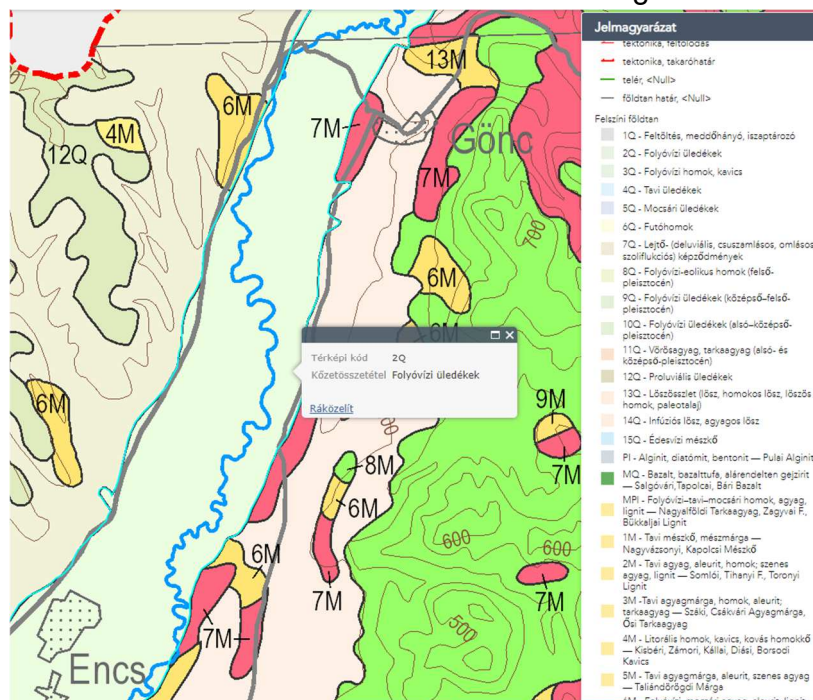 13M
6M
4M
7M
12Q
Gönc
7M
700
6M
6M
Térképi kód 2Q
Kőzetösszetétel Folyóvízi üledékek
Ráközelít
6M
9M
7M
8M
6M
600
600
6M
7M
7M
7M
500
Encs
Jelmagyarázat
tektonika, feltolódás
tektonika, takaróhatár
telér, <Null>
földtan határ, <Null>
Felszíni földtan
1Q - Feltöltés, meddőhányó, iszaptározó
2Q - Folyóvízi üledékek
3Q - Folyóvízi homok, kavics
4Q - Tavi üledékek
5Q - Mocsári üledékek
6Q - Futóhomok
7Q - Lejtő- (deluviális, csuszamlásos, omlásos
szoliflukciós) képződmények
8Q - Folyóvízi-eolikus homok (felső-
pleisztocén)
9Q - Folyóvízi üledékek (középső-felső-
pleisztocén)
10Q - Folyóvízi üledékek (alsó-középső-
pleisztocén)
11Q - Vörösagyag, tarkaagyag (alsó- és
középső-pleisztocén)
12Q - Proluviális üledékek
13Q - Löszösszlet (lösz, homokos lösz, löszös
homok, paleotalaj)
14Q - Infúziós lösz, agyagos lösz
15Q - Édesvízi mészkő
Pl - Alginit, diatómit, bentonit — Pulai Alginit
MQ - Bazalt, bazalttufa, alárendelten gejzirit
— Salgóvári,Tapolcai, Bári Bazalt
MPl - Folyóvízi–tavi–mocsári homok, agyag,
lignit — Nagyalföldi Tarkaagyag, Zagyvai F.,
Bükkaljai Lignit
1M - Tavi mészkő, mészmárga —
Nagyvázsonyi, Kapolcsi Mészkő
2M - Tavi agyag, aleurit, homok; szenes
agyag, lignit — Somlói, Tihanyi F., Toronyi
Lignit
3M -Tavi agyagmárga, homok, aleurit;
tarkaagyag — Száki, Csákvári Agyagmárga,
Ősi Tarkaagyag
4M - Litorális homok, kavics, kovás homokkő
— Kisbéri, Zámori, Kállai, Diási, Borsodi
Kavics
5M - Tavi agyagmárga, aleurit, szenes agyag
— Taliándörögdi Márga